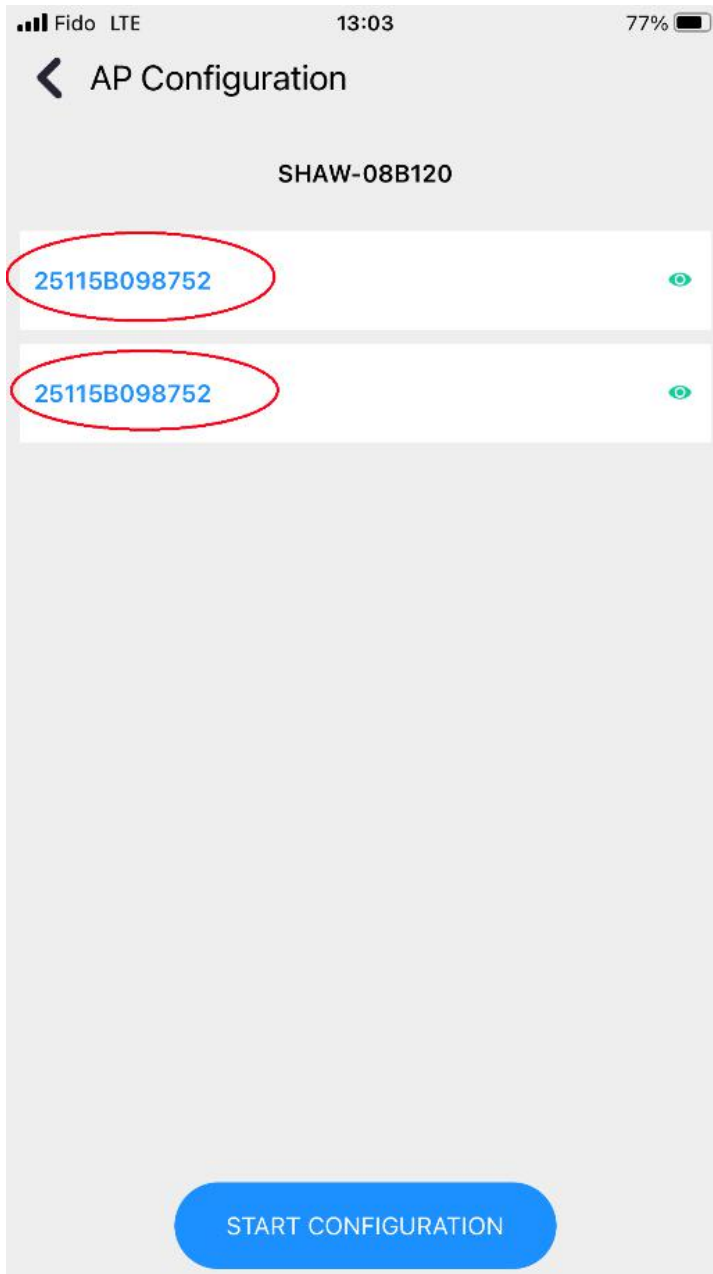 Fido LTE 13:03 77%
AP Configuration
SHAW-08B120
25115B098752
25115B098752
START CONFIGURATION